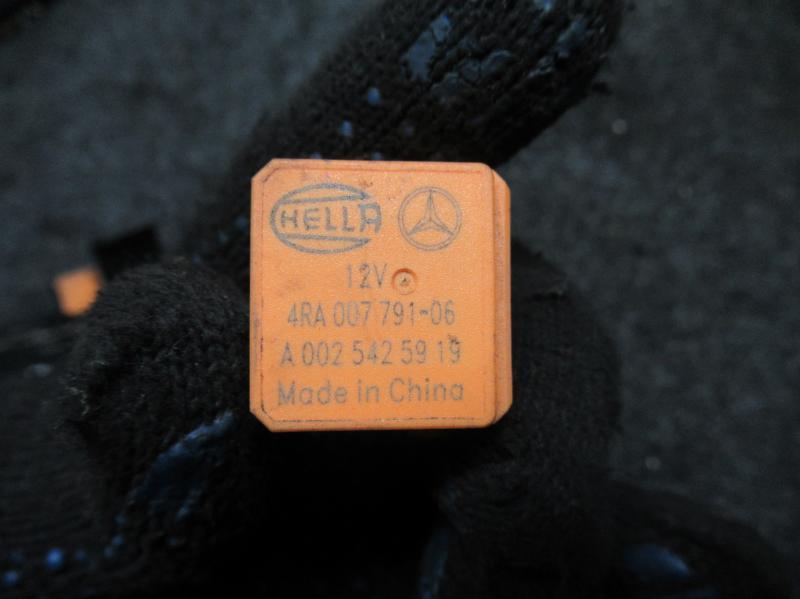 HELLA
12V
4RA 007 791-06
A 002 542 59 19
Made in China